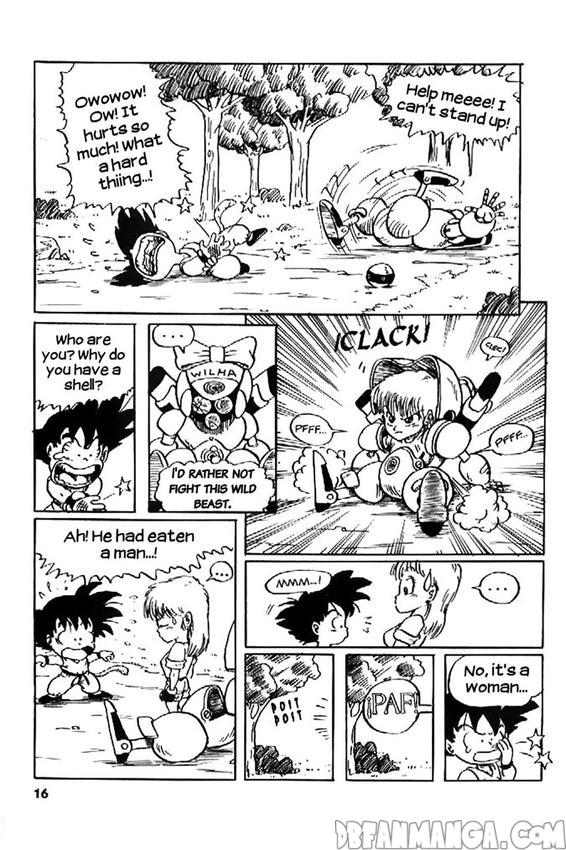 Owowow!
Ow! It
hurts so
much! What
a hard
thiing..!
Help meeee! I
can't stand up!
Who are
you? Why do
you have
a shell?
...
WILMA
I'D RATHER NOT
FIGHT THIS WILD
BEAST.
¡CLACK!
CLEC!
PFFF...
PFFF...
Ah! He had eaten
a man...!
MMM...!
...
POIT
POIT
¡PAF!
No, it's a
woman...
16
DBFANMANGA.COM